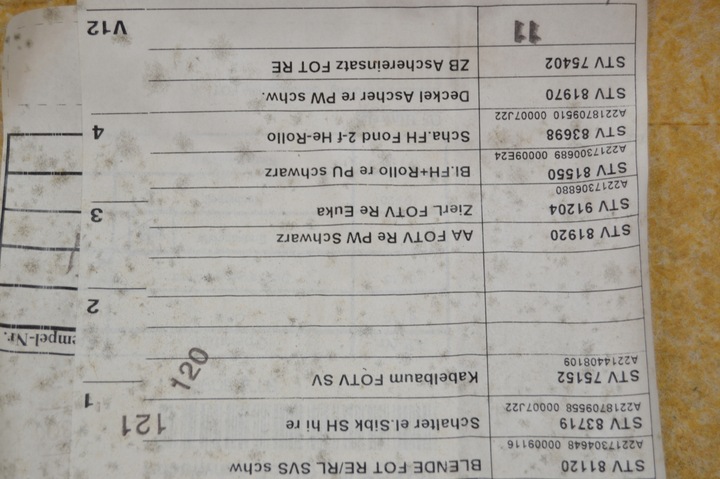 STV 81120 BLENDE FOT RE/RL SVS schw
A2217304648 00009116
STV 83719 Schalter el.Sibk SH hi re 121
A2218709558 00007J22
1
STV 75152 Kabelbaum FOTV SV 120
A2214408109
empel-Nr.
2
STV 81920 AA FOTV Re PW Schwarz
STV 91204 ZierL FOTV Re Euka 3
A2217306880
STV 81550 Bl.FH+Rollo re PU schwarz
A2217300689 00009E24
STV 83698 Scha.FH Fond 2-f He-Rollo 4
A2218709510 00007J22
STV 81970 Deckel Ascher re PW schw.
STV 75402 ZB Aschereinsatz FOT RE
11 V12